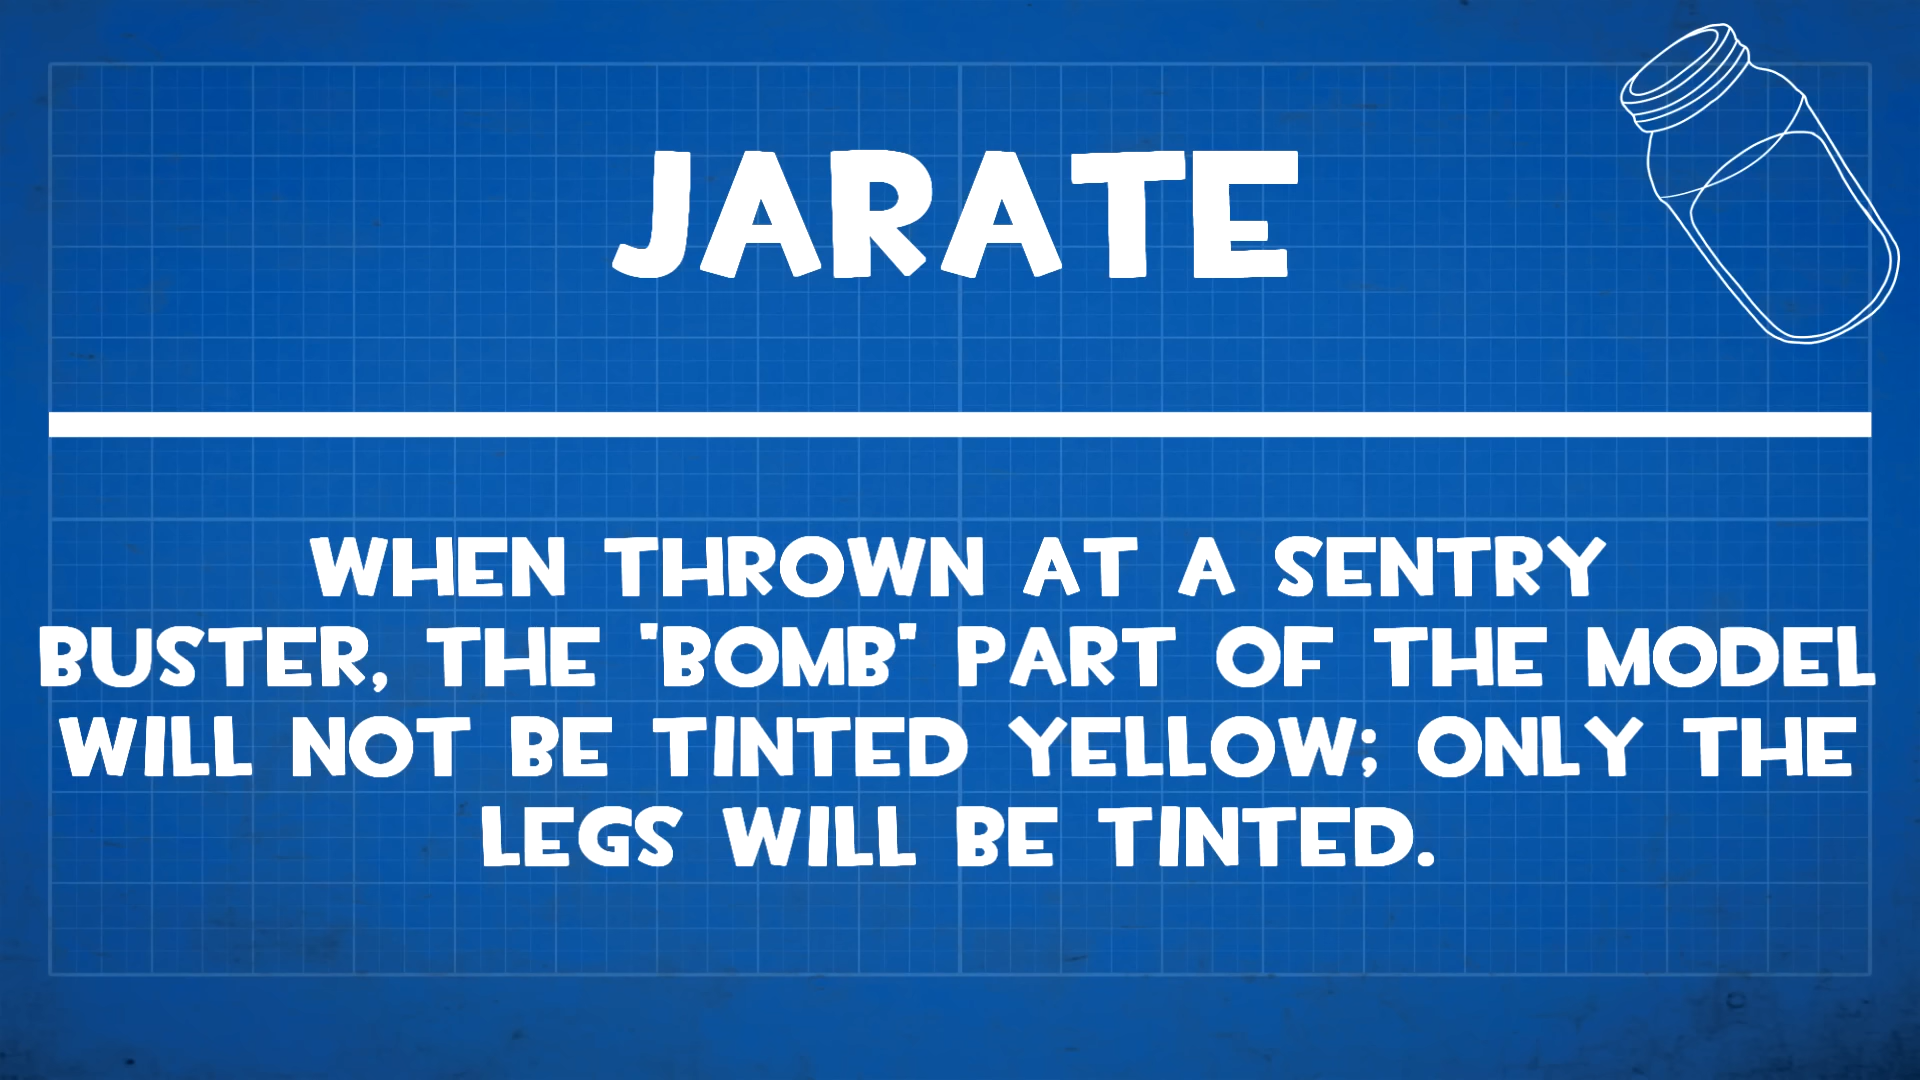 JARATE
WHEN THROWN AT A SENTRY
BUSTER, THE "BOMB" PART OF THE MODEL
WILL NOT BE TINTED YELLOW; ONLY THE
LEGS WILL BE TINTED.